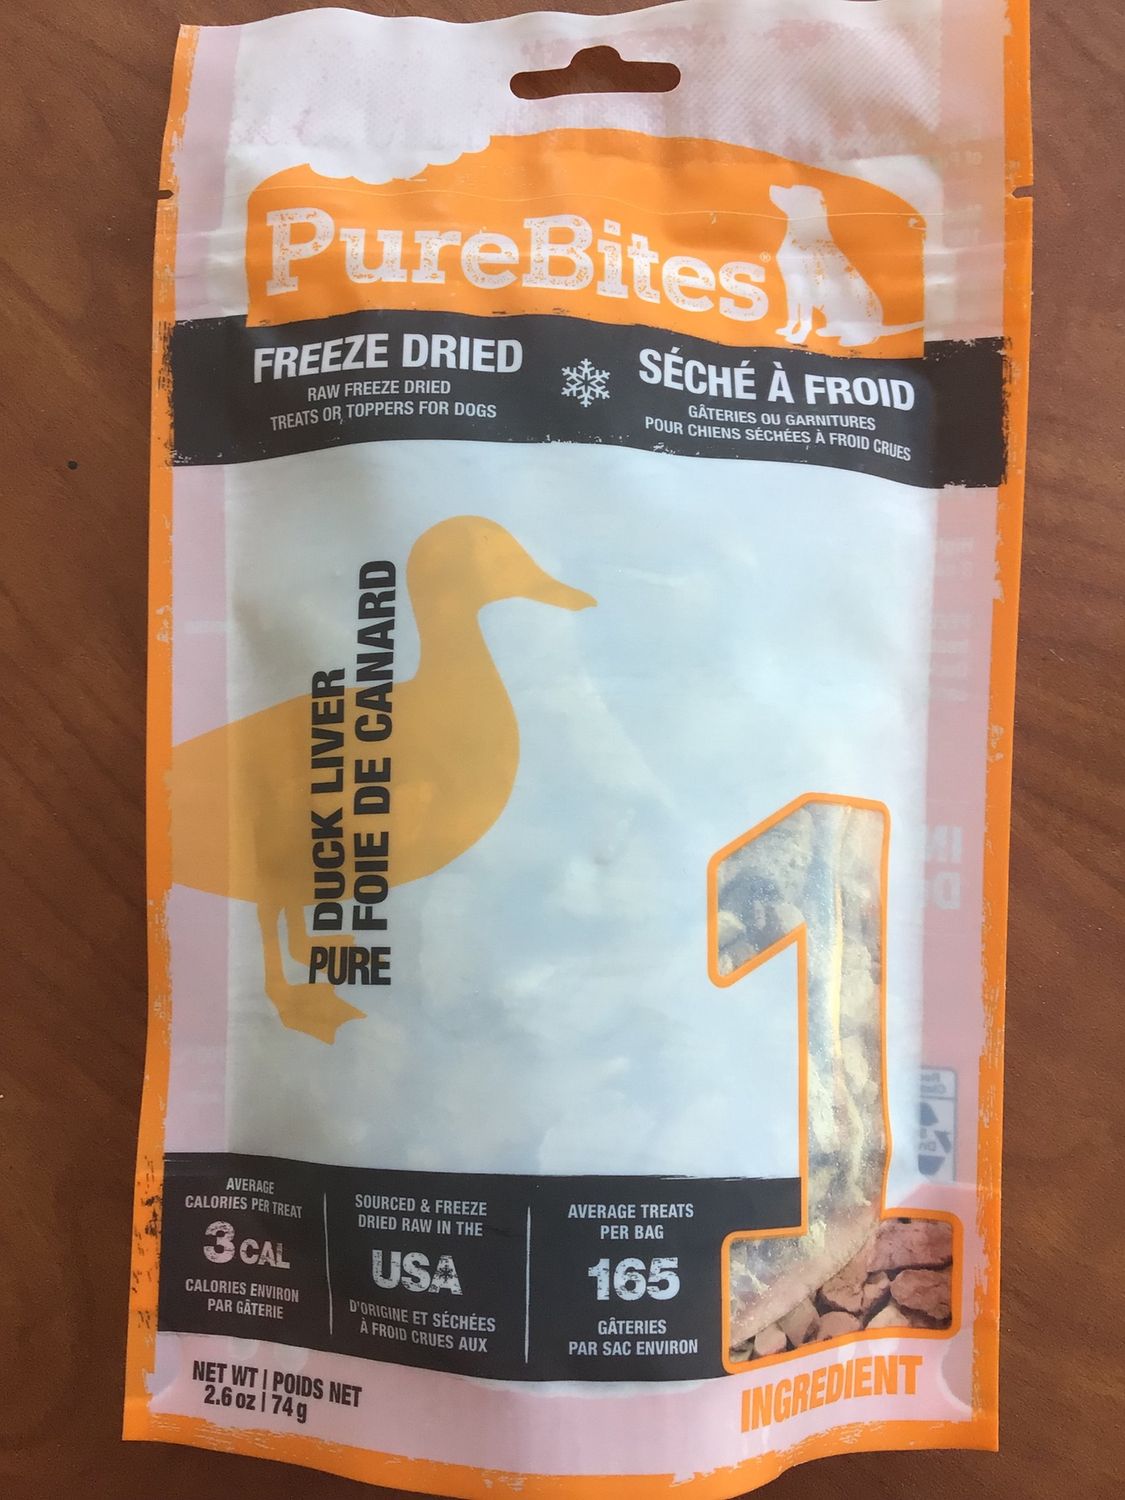 PureBites®
FREEZE DRIED
RAW FREEZE DRIED
TREATS OR TOPPERS FOR DOGS
SÉCHÉ À FROID
GÂTERIES OU GARNITURES
POUR CHIENS SÉCHÉES À FROID CRUES
PURE
DUCK LIVER
FOIE DE CANARD
AVERAGE
CALORIES PER TREAT
3 CAL
CALORIES ENVIRON
PAR GÂTERIE
SOURCED & FREEZE
DRIED RAW IN THE
USA
D'ORIGINE ET SÉCHÉES
À FROID CRUES AUX
AVERAGE TREATS
PER BAG
165
GÂTERIES
PAR SAC ENVIRON
1
INGREDIENT
NET WT | POIDS NET
2.6 oz | 74 g